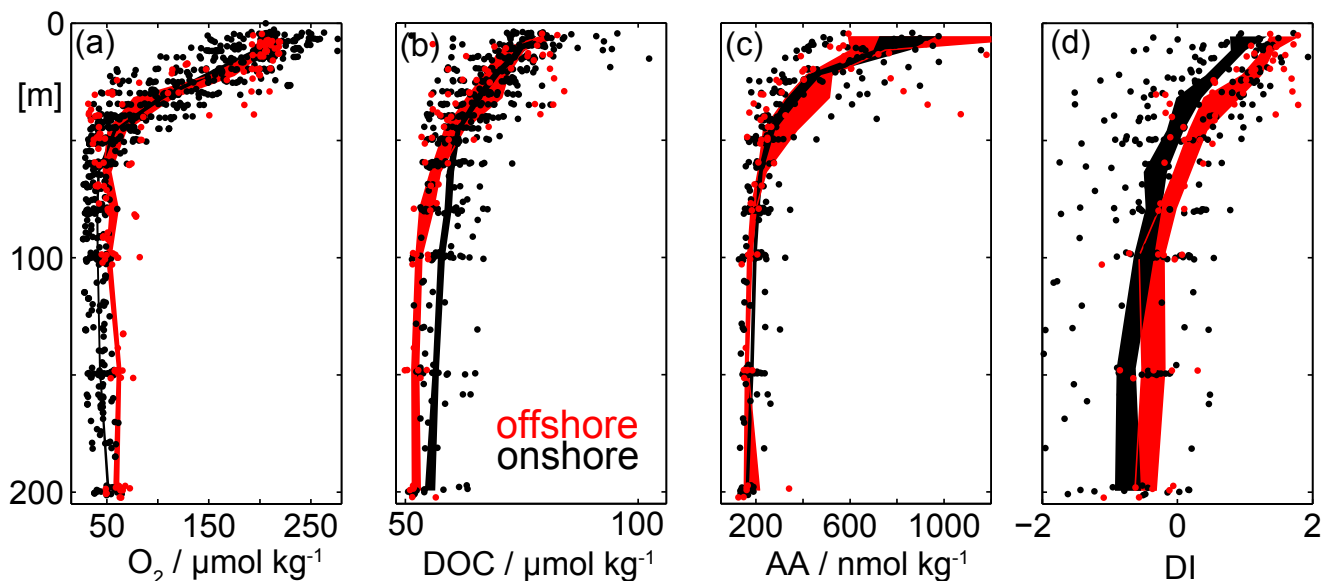 (a) (b) (c) (d)
0
[m]
100
200
offshore
onshore
50 150 250
50 100
200 600 1000
−2 0 2
O₂ / µmol kg⁻¹
DOC / µmol kg⁻¹
AA / nmol kg⁻¹
DI